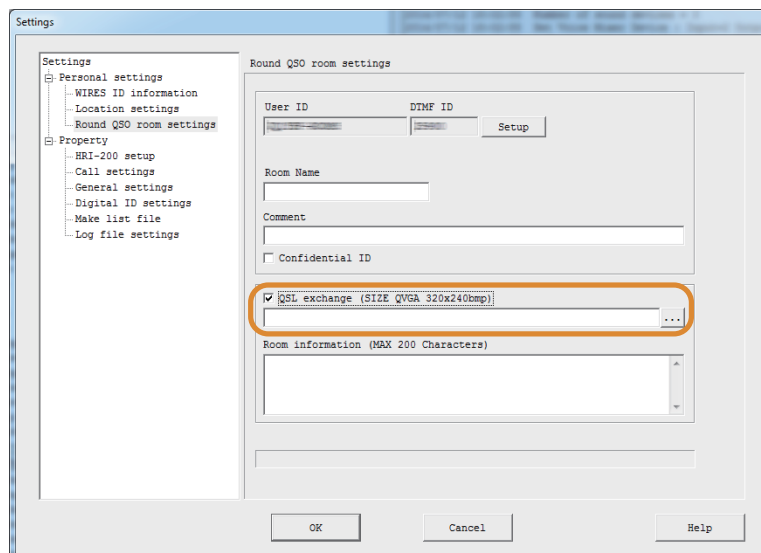 Settings
Settings
Personal settings
WIRES ID information
Location settings
Round QSO room settings
Property
HRI-200 setup
Call settings
General settings
Digital ID settings
Make list file
Log file settings
Round QSO room settings
User ID DTMF ID
Setup
Room Name
Comment
Confidential ID
QSL exchange (SIZE QVGA 320x240bmp)
...
Room information (MAX 200 Characters)
OK Cancel Help